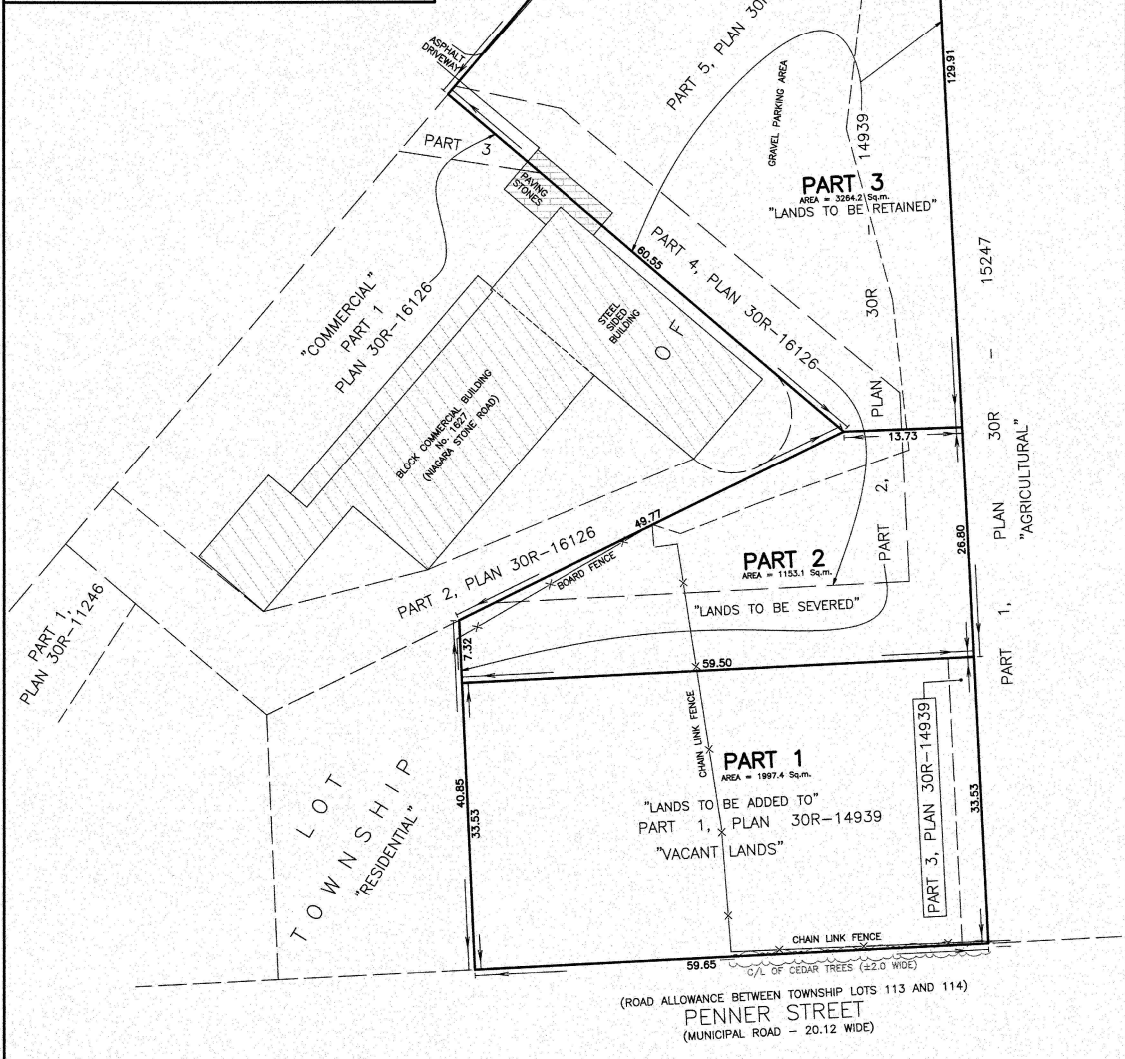 ASPHALT
DRIVEWAY
PART 5, PLAN 30R
GRAVEL PARKING AREA
129.91
PART 3
PAVING
STONES
14939
PART 3
AREA = 3264.2 Sq.m.
"LANDS TO BE RETAINED"
60.55
PART 4, PLAN 30R-16126
"COMMERCIAL"
PART 1
PLAN 30R-16126
STEEL
SIDED
BUILDING
OF
BLOCK COMMERCIAL BUILDING
No. 1627
(NIAGARA STONE ROAD)
PART 2, PLAN 30R -
PART 1, PLAN 30R - 15247
"AGRICULTURAL"
13.73
49.77
26.80
PART 2, PLAN 30R-16126
BOARD FENCE
PART 2
AREA = 1153.1 Sq.m.
"LANDS TO BE SEVERED"
PART 1,
PLAN 30R-11246
7.32
59.50
CHAIN LINK FENCE
PART 1
AREA = 1997.4 Sq.m.
"LANDS TO BE ADDED TO"
PART 1, PLAN 30R-14939
"VACANT LANDS"
PART 3, PLAN 30R-14939
33.53
40.85
33.53
LOT
TOWNSHIP
"RESIDENTIAL"
CHAIN LINK FENCE
59.65
C/L OF CEDAR TREES (±2.0 WIDE)
(ROAD ALLOWANCE BETWEEN TOWNSHIP LOTS 113 AND 114)
PENNER STREET
(MUNICIPAL ROAD - 20.12 WIDE)